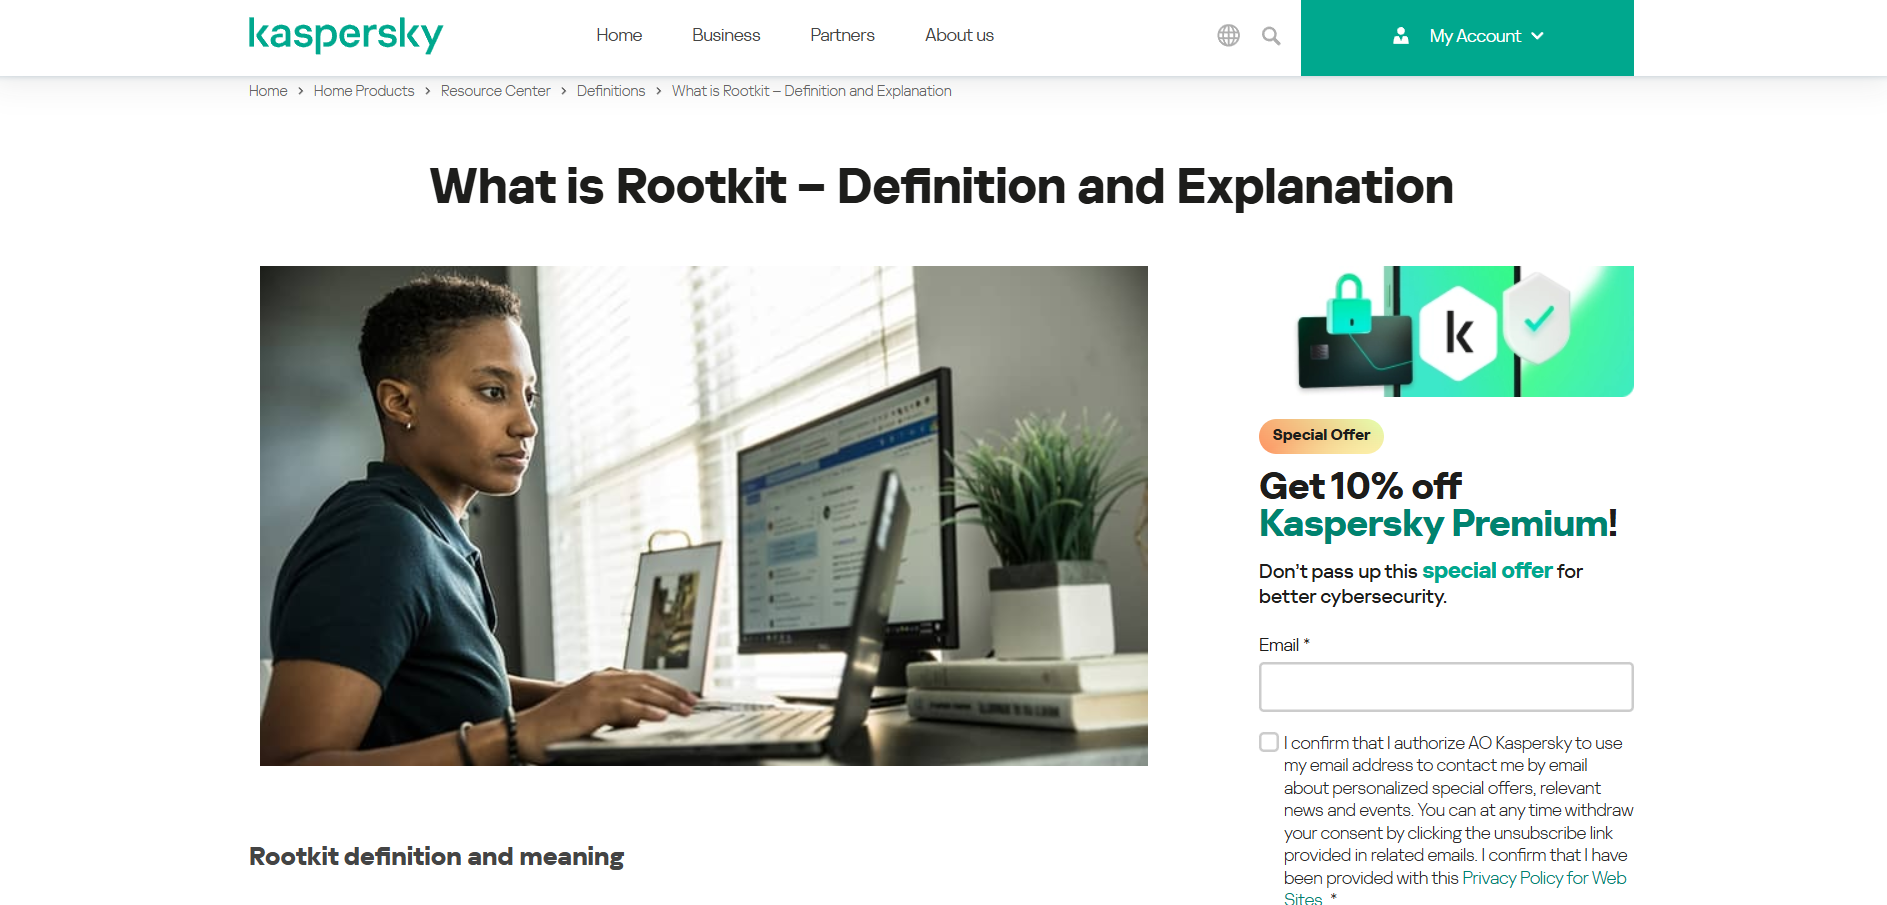 kaspersky
Home
Business
Partners
About us
My Account
Home > Home Products > Resource Center > Definitions > What is Rootkit – Definition and Explanation
What is Rootkit – Definition and Explanation
k
Special Offer
Get 10% off
Kaspersky Premium!
Don't pass up this special offer for
better cybersecurity.
Email *
I confirm that I authorize AO Kaspersky to use
my email address to contact me by email
about personalized special offers, relevant
news and events. You can at any time withdraw
your consent by clicking the unsubscribe link
provided in related emails. I confirm that I have
been provided with this Privacy Policy for Web
Sites. *
Rootkit definition and meaning